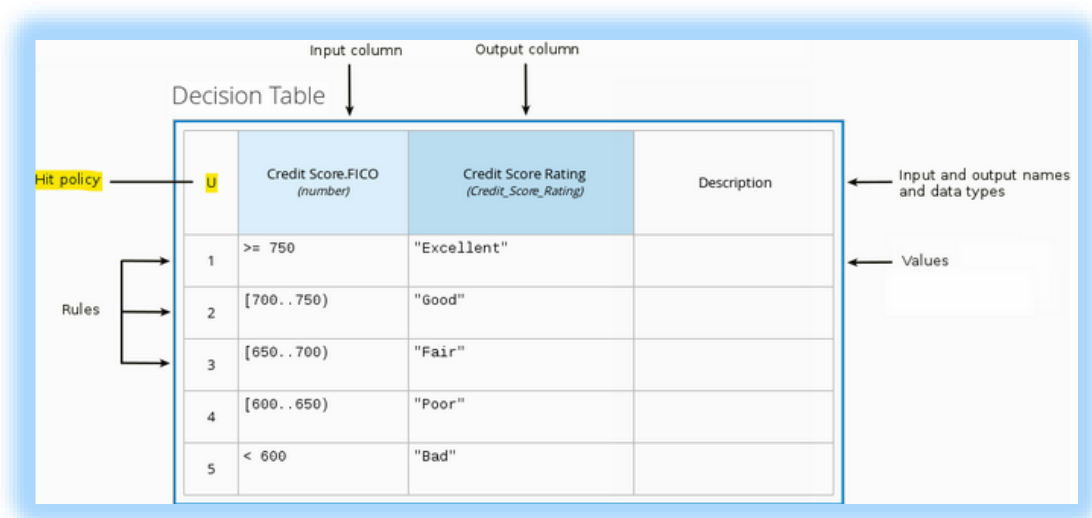 Input column
Output column
Decision Table
Hit policy
U
Credit Score.FICO
(number)
Credit Score Rating
(Credit_Score_Rating)
Description
Input and output names
and data types
1
>= 750
"Excellent"
Values
Rules
2
[700..750)
"Good"
3
[650..700)
"Fair"
4
[600..650)
"Poor"
5
< 600
"Bad"